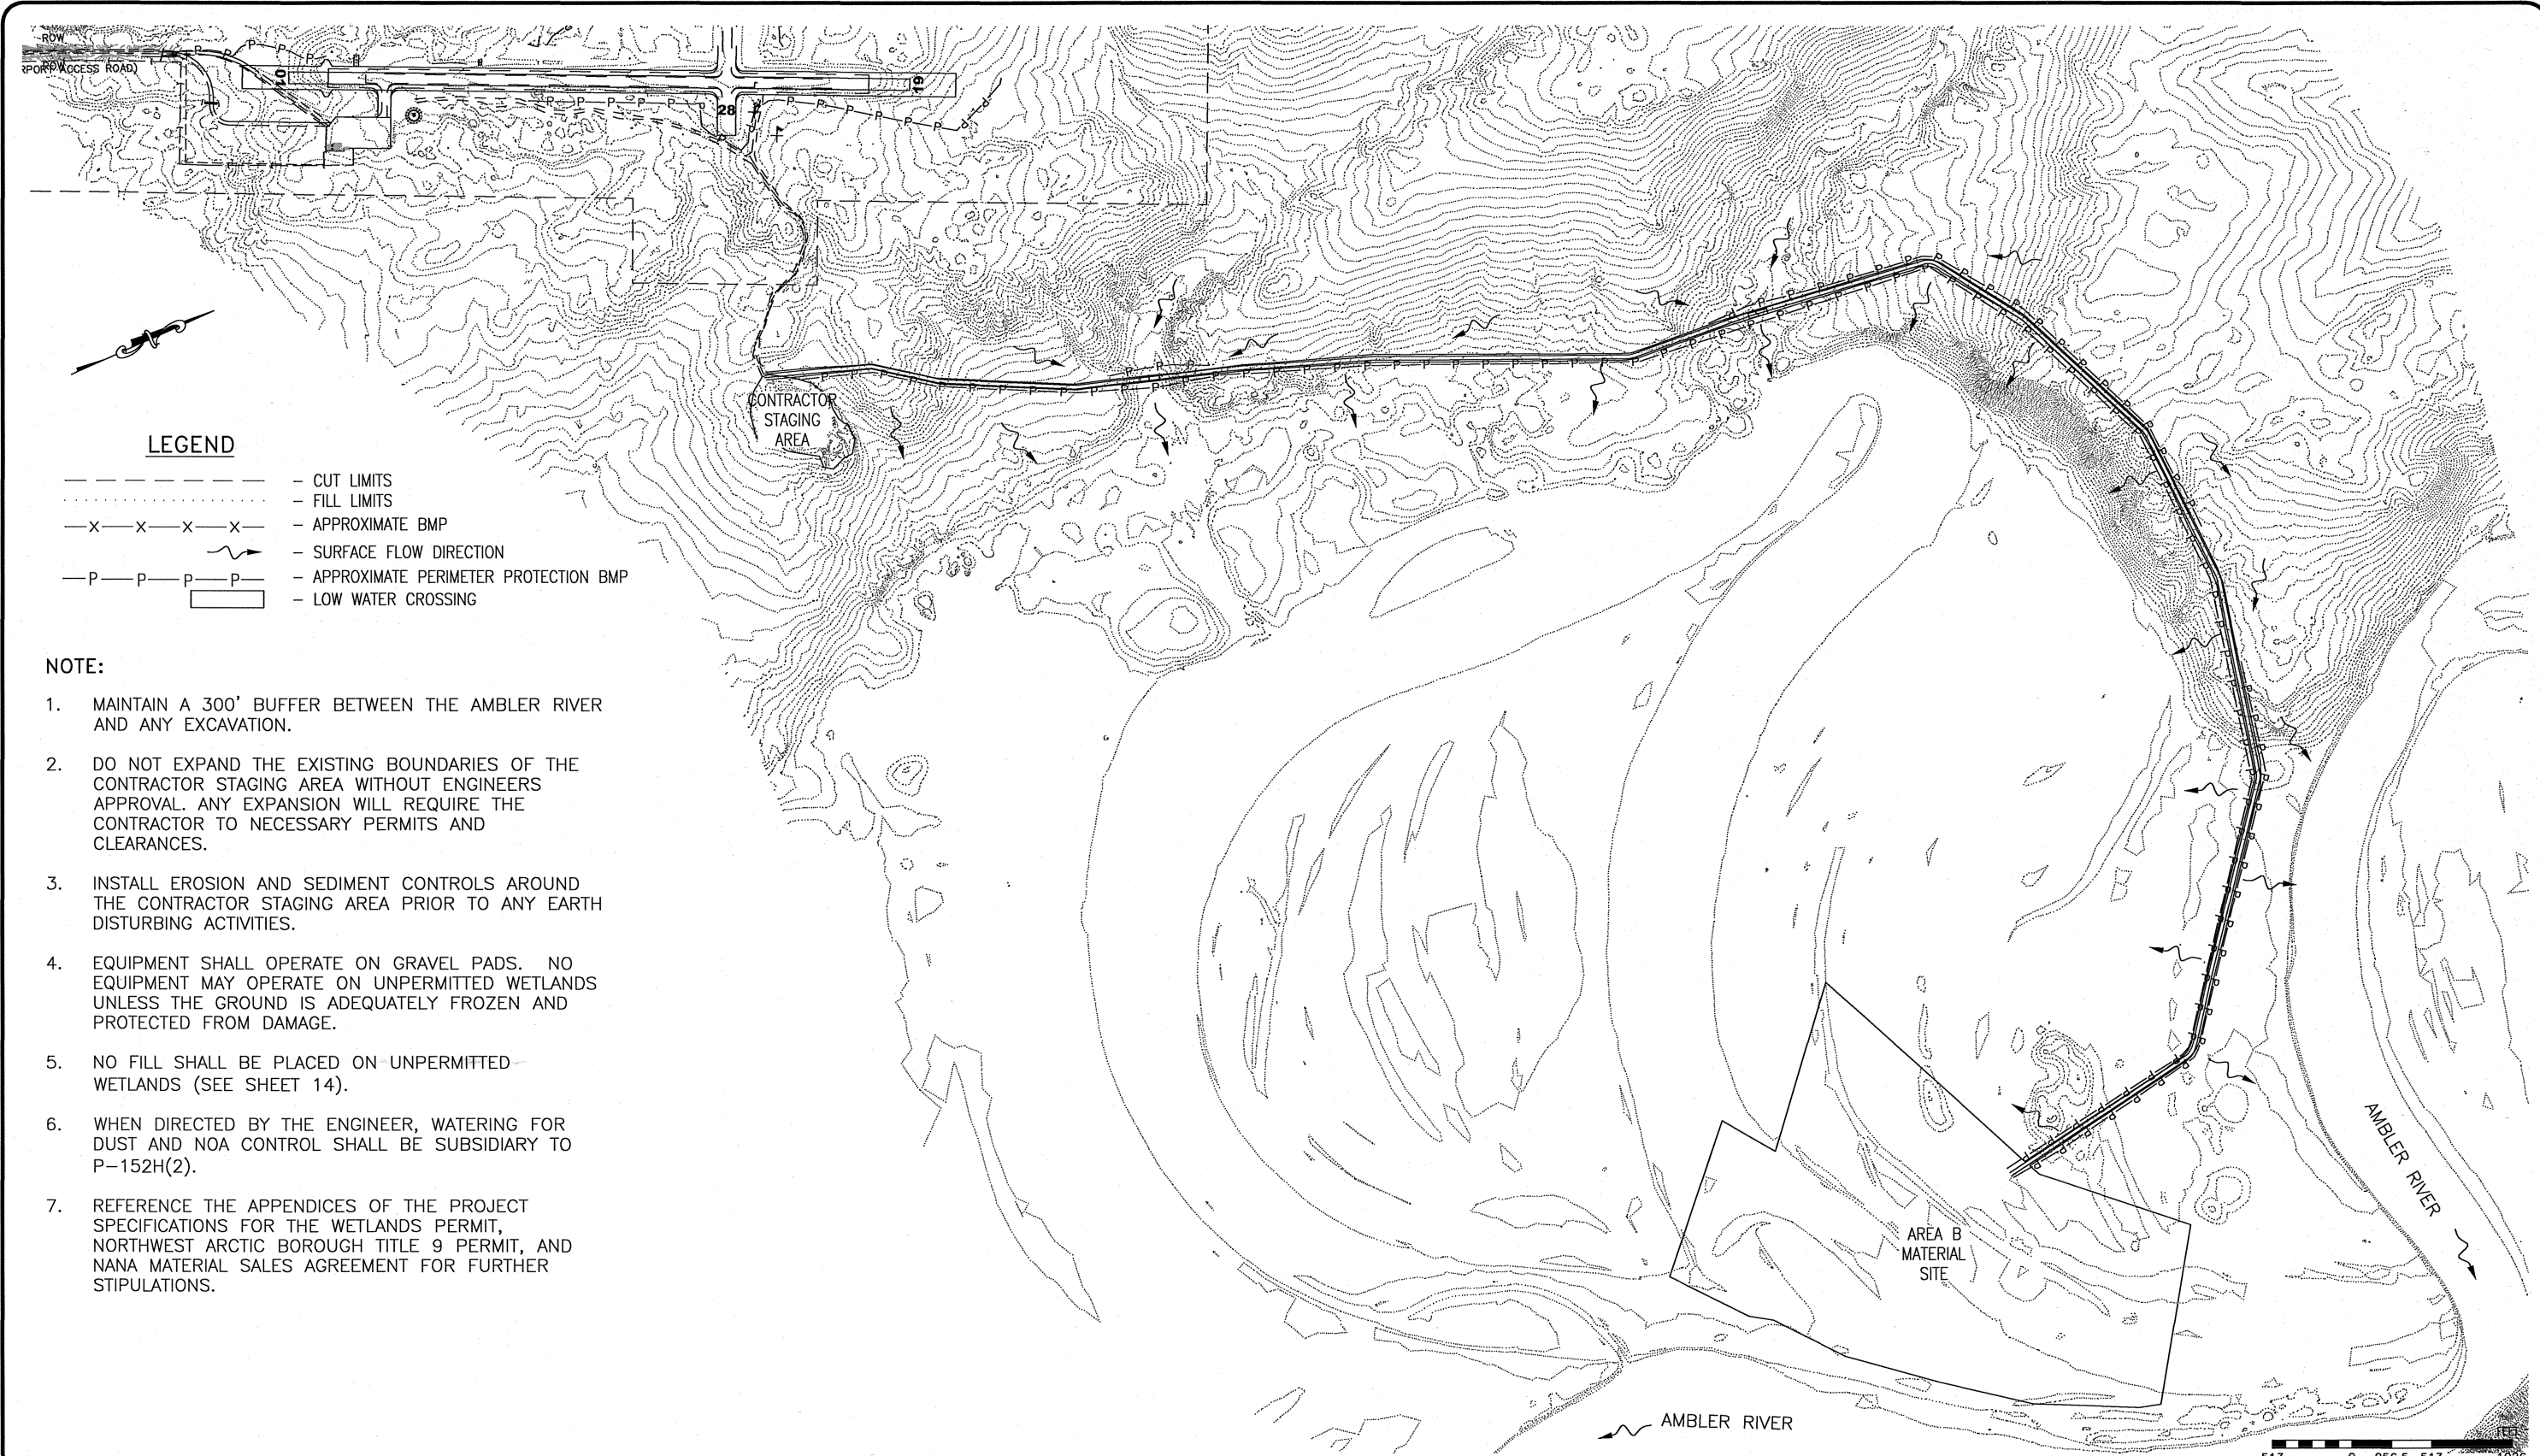 ROW
ROW
RPORT ACCESS ROAD)
10
28
19
CONTRACTOR
STAGING
AREA
LEGEND
– CUT LIMITS
– FILL LIMITS
—X—X—X—X— – APPROXIMATE BMP
– SURFACE FLOW DIRECTION
—P—P—P—P— – APPROXIMATE PERIMETER PROTECTION BMP
– LOW WATER CROSSING
NOTE:
1. MAINTAIN A 300' BUFFER BETWEEN THE AMBLER RIVER
AND ANY EXCAVATION.
2. DO NOT EXPAND THE EXISTING BOUNDARIES OF THE
CONTRACTOR STAGING AREA WITHOUT ENGINEERS
APPROVAL. ANY EXPANSION WILL REQUIRE THE
CONTRACTOR TO NECESSARY PERMITS AND
CLEARANCES.
3. INSTALL EROSION AND SEDIMENT CONTROLS AROUND
THE CONTRACTOR STAGING AREA PRIOR TO ANY EARTH
DISTURBING ACTIVITIES.
4. EQUIPMENT SHALL OPERATE ON GRAVEL PADS. NO
EQUIPMENT MAY OPERATE ON UNPERMITTED WETLANDS
UNLESS THE GROUND IS ADEQUATELY FROZEN AND
PROTECTED FROM DAMAGE.
5. NO FILL SHALL BE PLACED ON UNPERMITTED
WETLANDS (SEE SHEET 14).
6. WHEN DIRECTED BY THE ENGINEER, WATERING FOR
DUST AND NOA CONTROL SHALL BE SUBSIDIARY TO
P–152H(2).
7. REFERENCE THE APPENDICES OF THE PROJECT
SPECIFICATIONS FOR THE WETLANDS PERMIT,
NORTHWEST ARCTIC BOROUGH TITLE 9 PERMIT, AND
NANA MATERIAL SALES AGREEMENT FOR FURTHER
STIPULATIONS.
AREA B
MATERIAL
SITE
AMBLER RIVER
AMBLER RIVER
FEET